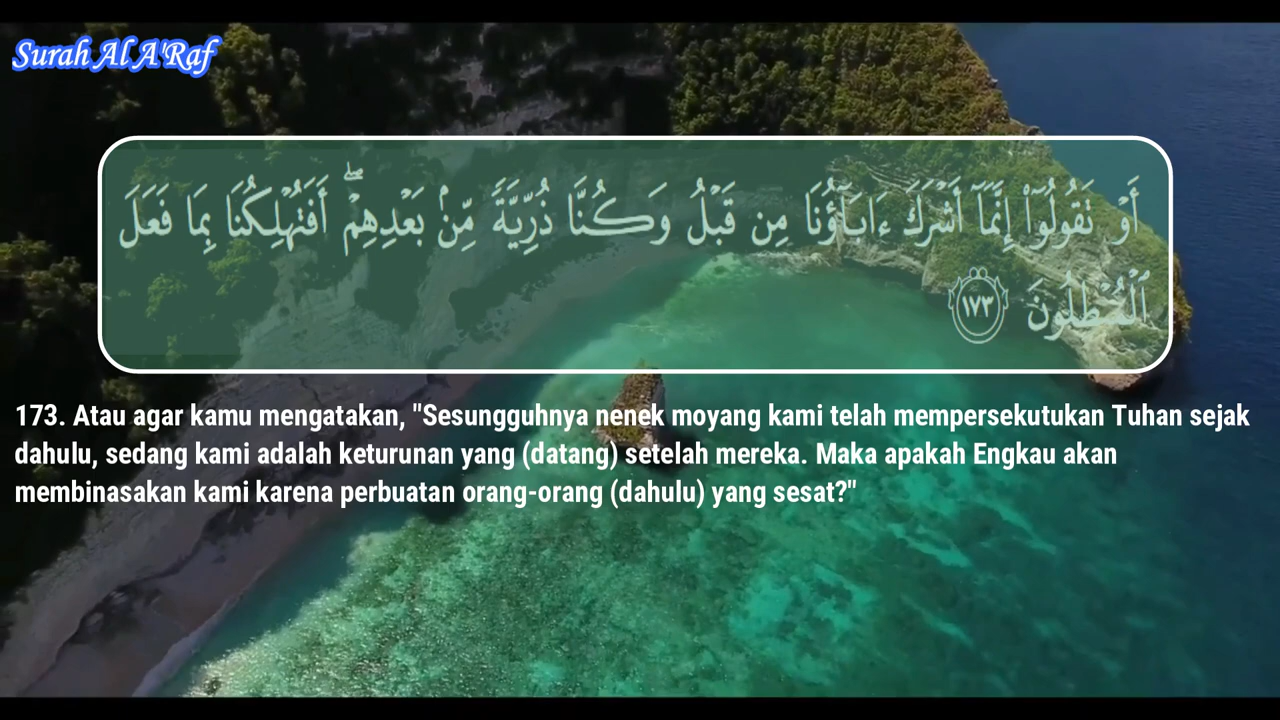 Surah Al A'Raf
أَوْ تَقُولُوٓا۟ إِنَّمَآ أَشْرَكَ ءَابَآؤُنَا مِن قَبْلُ وَكُنَّا ذُرِّيَّةً مِّنۢ بَعْدِهِمْ ۖ أَفَتُهْلِكُنَا بِمَا فَعَلَ
ٱلْمُبْطِلُونَ ١٧٣
173. Atau agar kamu mengatakan, "Sesungguhnya nenek moyang kami telah mempersekutukan Tuhan sejak
dahulu, sedang kami adalah keturunan yang (datang) setelah mereka. Maka apakah Engkau akan
membinasakan kami karena perbuatan orang-orang (dahulu) yang sesat?"